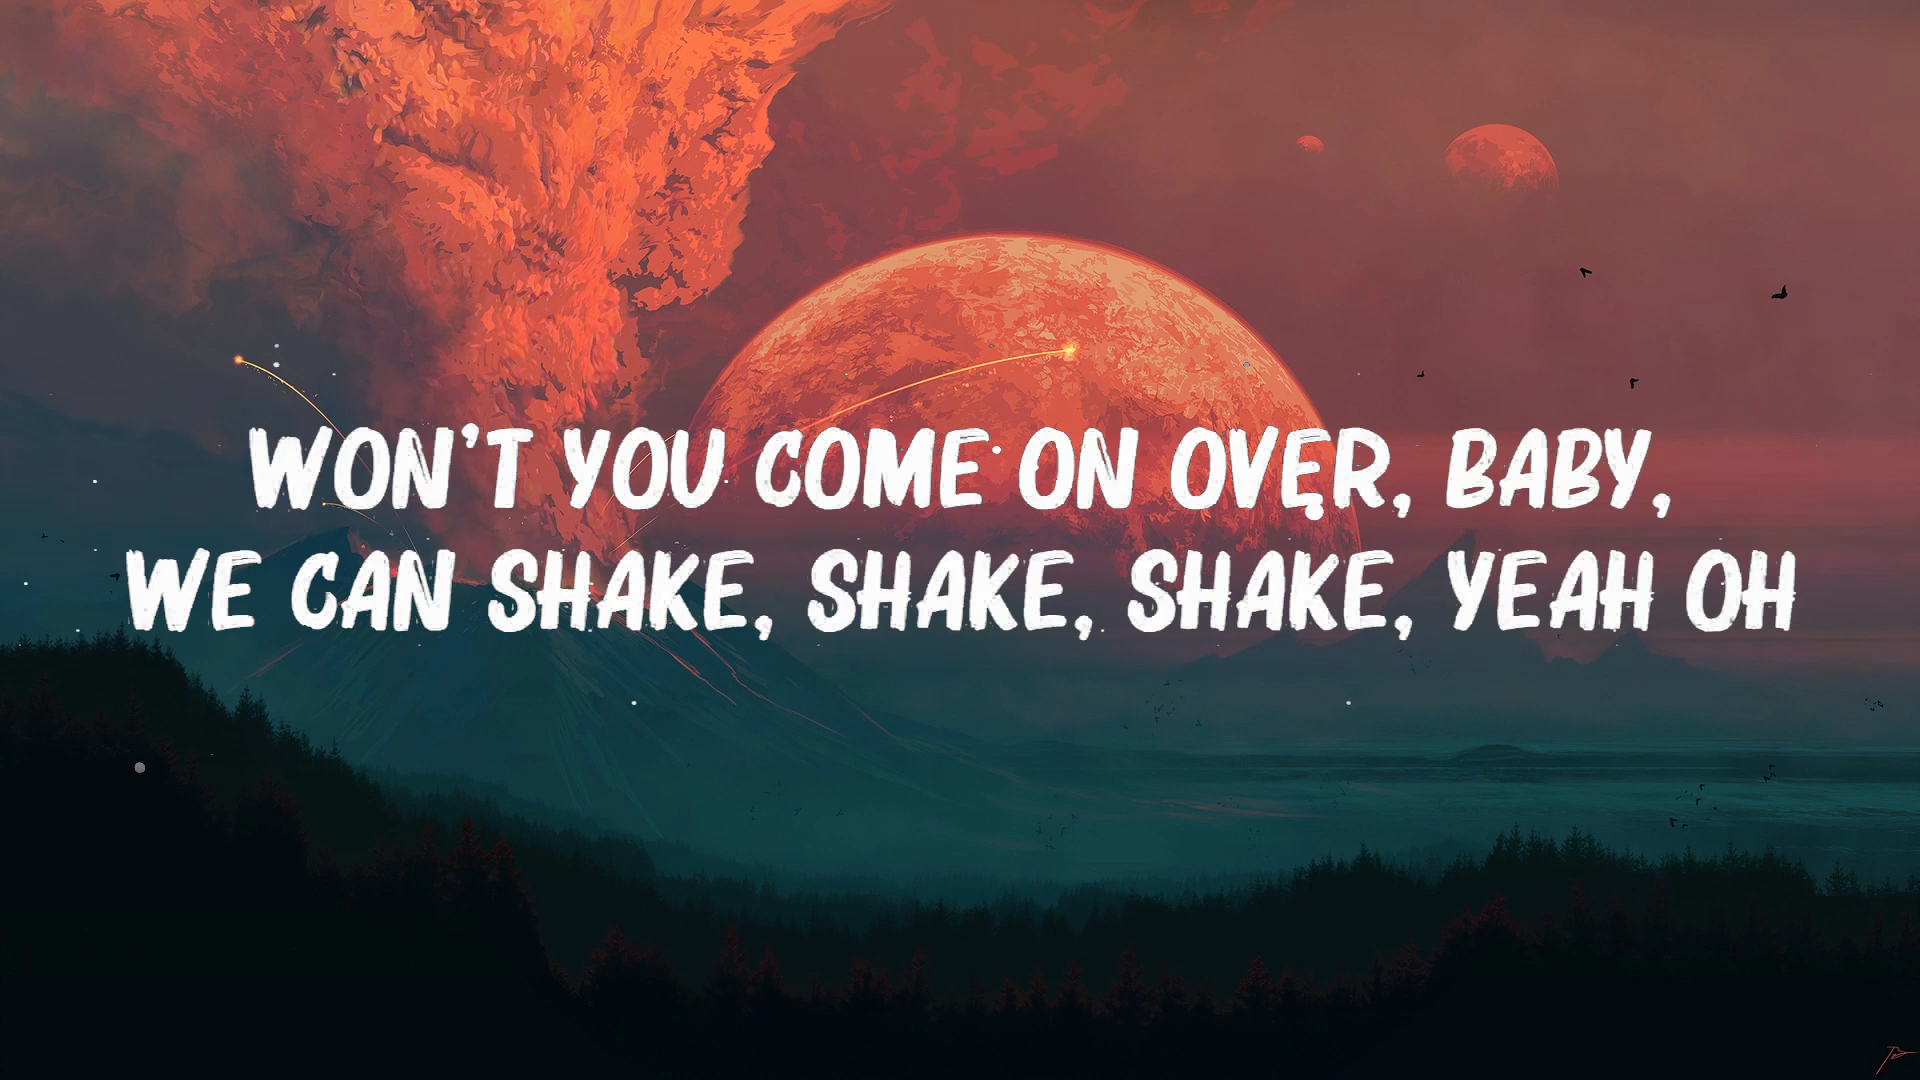 WON'T YOU COME ON OVER, BABY,
WE CAN SHAKE, SHAKE, SHAKE, YEAH OH